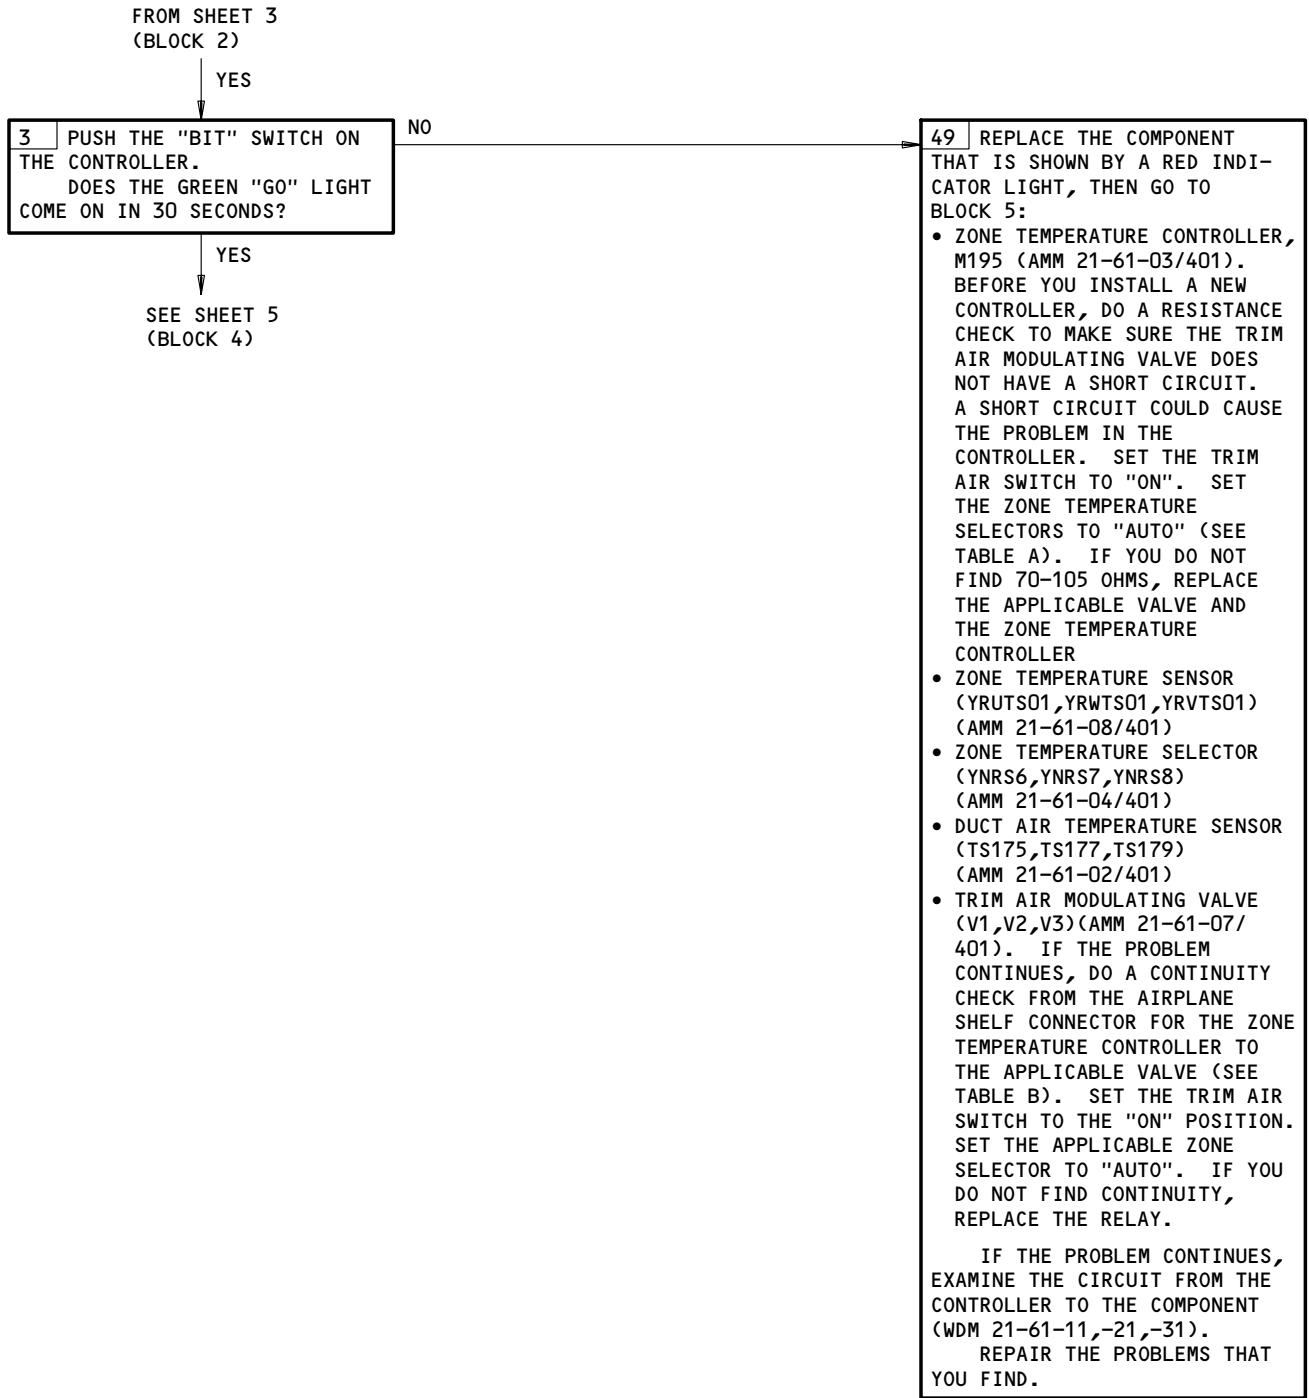 FROM SHEET 3
(BLOCK 2)
YES
3 PUSH THE "BIT" SWITCH ON
THE CONTROLLER.
DOES THE GREEN "GO" LIGHT
COME ON IN 30 SECONDS?
NO
YES
SEE SHEET 5
(BLOCK 4)
49 REPLACE THE COMPONENT
THAT IS SHOWN BY A RED INDI-
CATOR LIGHT, THEN GO TO
BLOCK 5:
• ZONE TEMPERATURE CONTROLLER,
M195 (AMM 21-61-03/401).
BEFORE YOU INSTALL A NEW
CONTROLLER, DO A RESISTANCE
CHECK TO MAKE SURE THE TRIM
AIR MODULATING VALVE DOES
NOT HAVE A SHORT CIRCUIT.
A SHORT CIRCUIT COULD CAUSE
THE PROBLEM IN THE
CONTROLLER. SET THE TRIM
AIR SWITCH TO "ON". SET
THE ZONE TEMPERATURE
SELECTORS TO "AUTO" (SEE
TABLE A). IF YOU DO NOT
FIND 70-105 OHMS, REPLACE
THE APPLICABLE VALVE AND
THE ZONE TEMPERATURE
CONTROLLER
• ZONE TEMPERATURE SENSOR
(YRUTS01,YRWTS01,YRVTS01)
(AMM 21-61-08/401)
• ZONE TEMPERATURE SELECTOR
(YNRS6,YNRS7,YNRS8)
(AMM 21-61-04/401)
• DUCT AIR TEMPERATURE SENSOR
(TS175,TS177,TS179)
(AMM 21-61-02/401)
• TRIM AIR MODULATING VALVE
(V1,V2,V3)(AMM 21-61-07/
401). IF THE PROBLEM
CONTINUES, DO A CONTINUITY
CHECK FROM THE AIRPLANE
SHELF CONNECTOR FOR THE ZONE
TEMPERATURE CONTROLLER TO
THE APPLICABLE VALVE (SEE
TABLE B). SET THE TRIM AIR
SWITCH TO THE "ON" POSITION.
SET THE APPLICABLE ZONE
SELECTOR TO "AUTO". IF YOU
DO NOT FIND CONTINUITY,
REPLACE THE RELAY.
IF THE PROBLEM CONTINUES,
EXAMINE THE CIRCUIT FROM THE
CONTROLLER TO THE COMPONENT
(WDM 21-61-11,-21,-31).
REPAIR THE PROBLEMS THAT
YOU FIND.